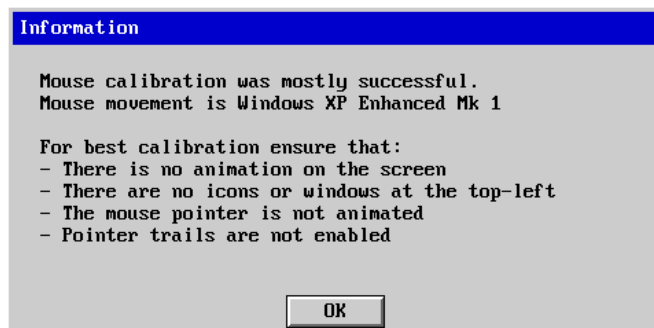 Information
Mouse calibration was mostly successful.
Mouse movement is Windows XP Enhanced Mk 1
For best calibration ensure that:
- There is no animation on the screen
- There are no icons or windows at the top-left
- The mouse pointer is not animated
- Pointer trails are not enabled
OK